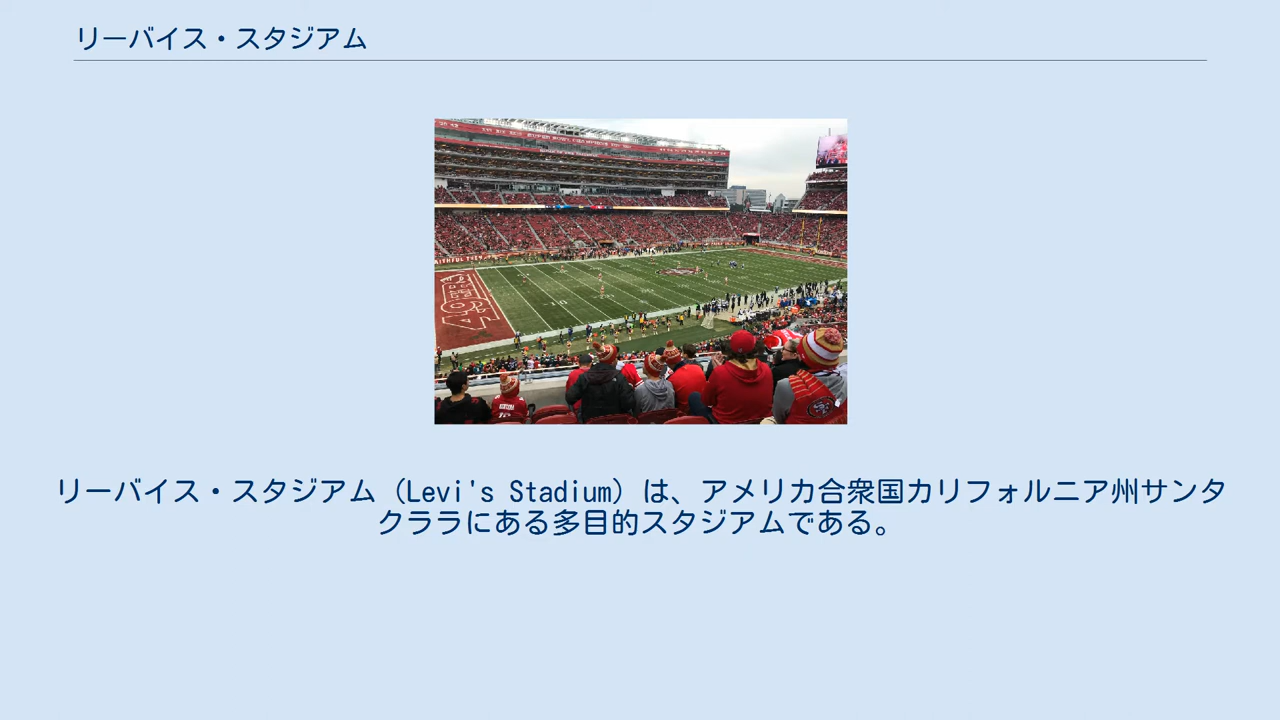 リーバイス・スタジアム
49ERS
リーバイス・スタジアム（Levi's Stadium）は、アメリカ合衆国カリフォルニア州サンタ
クララにある多目的スタジアムである。